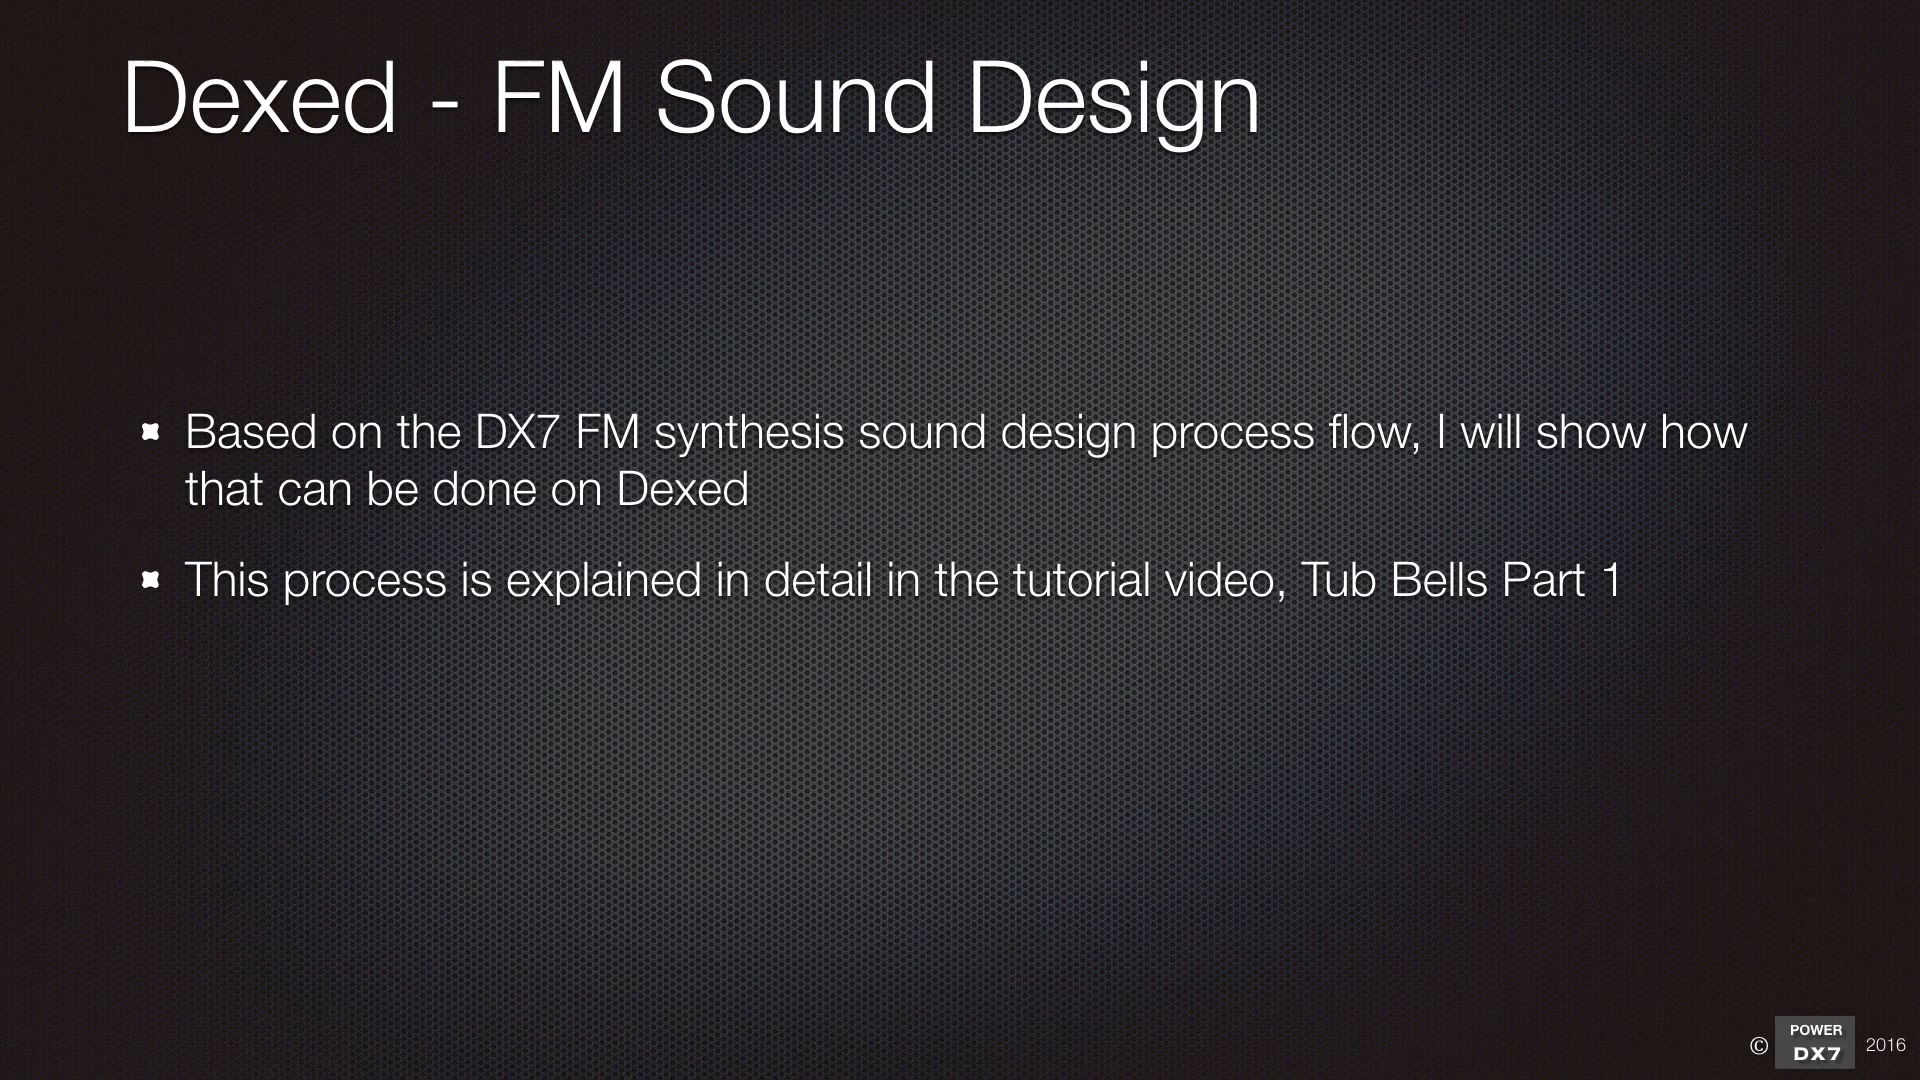 Dexed - FM Sound Design
Based on the DX7 FM synthesis sound design process flow, I will show how
that can be done on Dexed
This process is explained in detail in the tutorial video, Tub Bells Part 1
© POWER DX7 2016